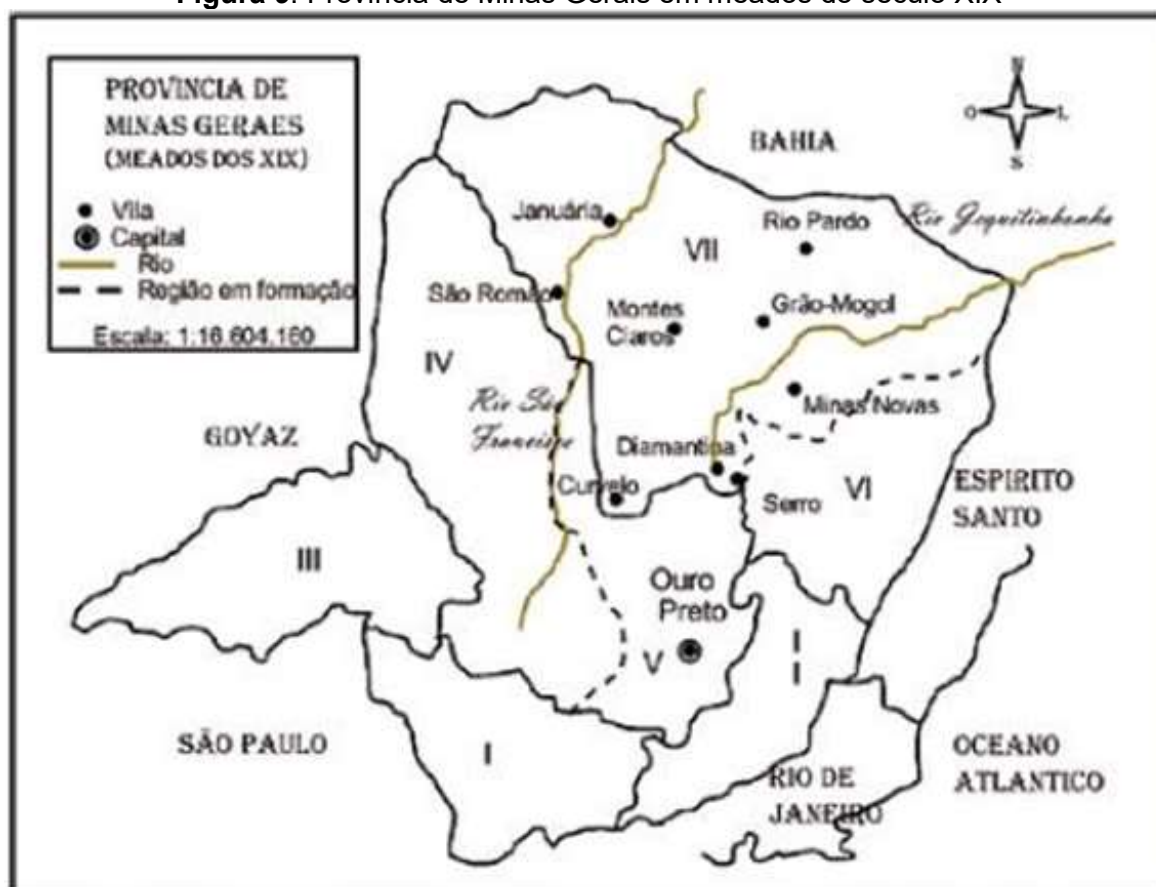 Figura 3. Província de Minas Gerais em meados do século XIX
PROVINCIA DE
MINAS GERAES
(MEADOS DOS XIX)
Vila
Capital
Rio
Região em formação
Escala: 1:16.604.160
N
O
L
S
BAHIA
Rio Jequitinhonha
Januária
Rio Pardo
VII
São Romão
Montes
Claros
Grão-Mogol
IV
Rio São
Francisco
Minas Novas
GOYAZ
Diamantina
Curvelo
Serro
VI
ESPIRITO
SANTO
III
Ouro
Preto
V
I
I
SÃO PAULO
I
OCEANO
ATLANTICO
RIO DE
JANEIRO